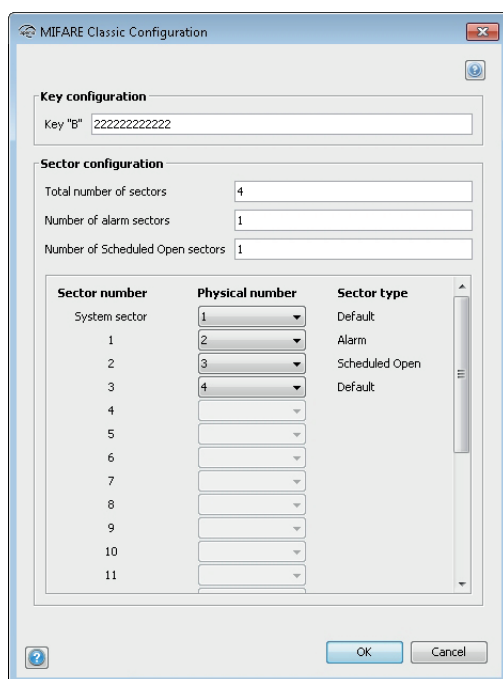 MIFARE Classic Configuration
Key configuration
Key "B" 222222222222
Sector configuration
Total number of sectors 4
Number of alarm sectors 1
Number of Scheduled Open sectors 1
Sector number Physical number Sector type
System sector 1 Default
1 2 Alarm
2 3 Scheduled Open
3 4 Default
4
5
6
7
8
9
10
11
OK Cancel